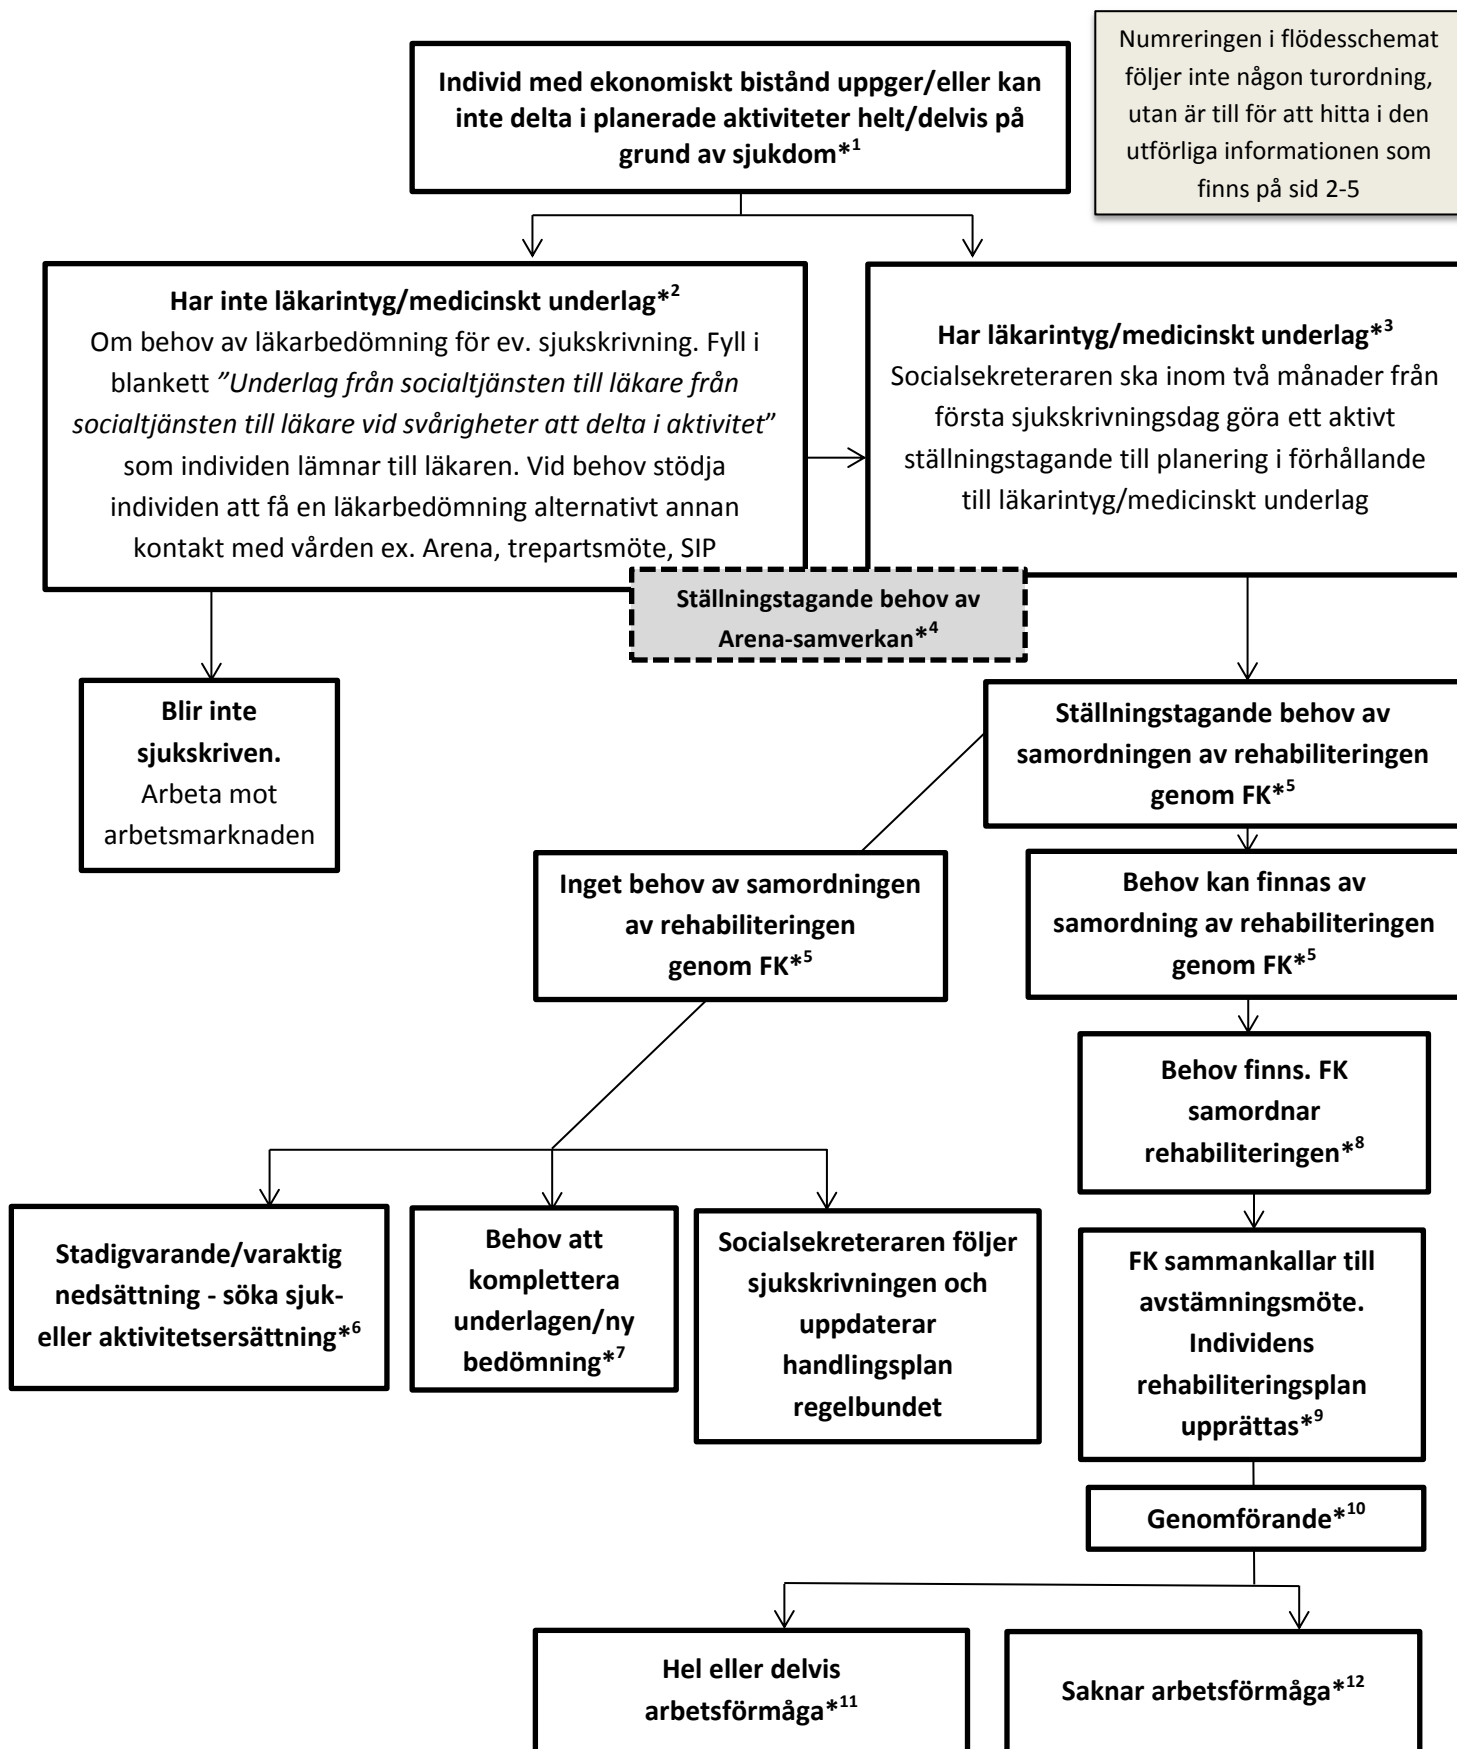 Numreringen i flödesschemat
följer inte någon turordning,
utan är till för att hitta i den
utförliga informationen som
finns på sid 2-5
Individ med ekonomiskt bistånd uppger/eller kan
inte delta i planerade aktiviteter helt/delvis på
grund av sjukdom*1
Har inte läkarintyg/medicinskt underlag*2
Om behov av läkarbedömning för ev. sjukskrivning. Fyll i
blankett ”Underlag från socialtjänsten till läkare från
socialtjänsten till läkare vid svårigheter att delta i aktivitet”
som individen lämnar till läkaren. Vid behov stödja
individen att få en läkarbedömning alternativt annan
kontakt med vården ex. Arena, trepartsmöte, SIP
Har läkarintyg/medicinskt underlag*3
Socialsekreteraren ska inom två månader från
första sjukskrivningsdag göra ett aktivt
ställningstagande till planering i förhållande
till läkarintyg/medicinskt underlag
Ställningstagande behov av
Arena-samverkan*4
Blir inte
sjukskriven.
Arbeta mot
arbetsmarknaden
Ställningstagande behov av
samordningen av rehabiliteringen
genom FK*5
Inget behov av samordningen
av rehabiliteringen
genom FK*5
Behov kan finnas av
samordning av rehabiliteringen
genom FK*5
Behov finns. FK
samordnar
rehabiliteringen*8
Stadigvarande/varaktig
nedsättning - söka sjuk-
eller aktivitetsersättning*6
Behov att
komplettera
underlagen/ny
bedömning*7
Socialsekreteraren följer
sjukskrivningen och
uppdaterar
handlingsplan
regelbundet
FK sammankallar till
avstämningsmöte.
Individens
rehabiliteringsplan
upprättas*9
Genomförande*10
Hel eller delvis
arbetsförmåga*11
Saknar arbetsförmåga*12